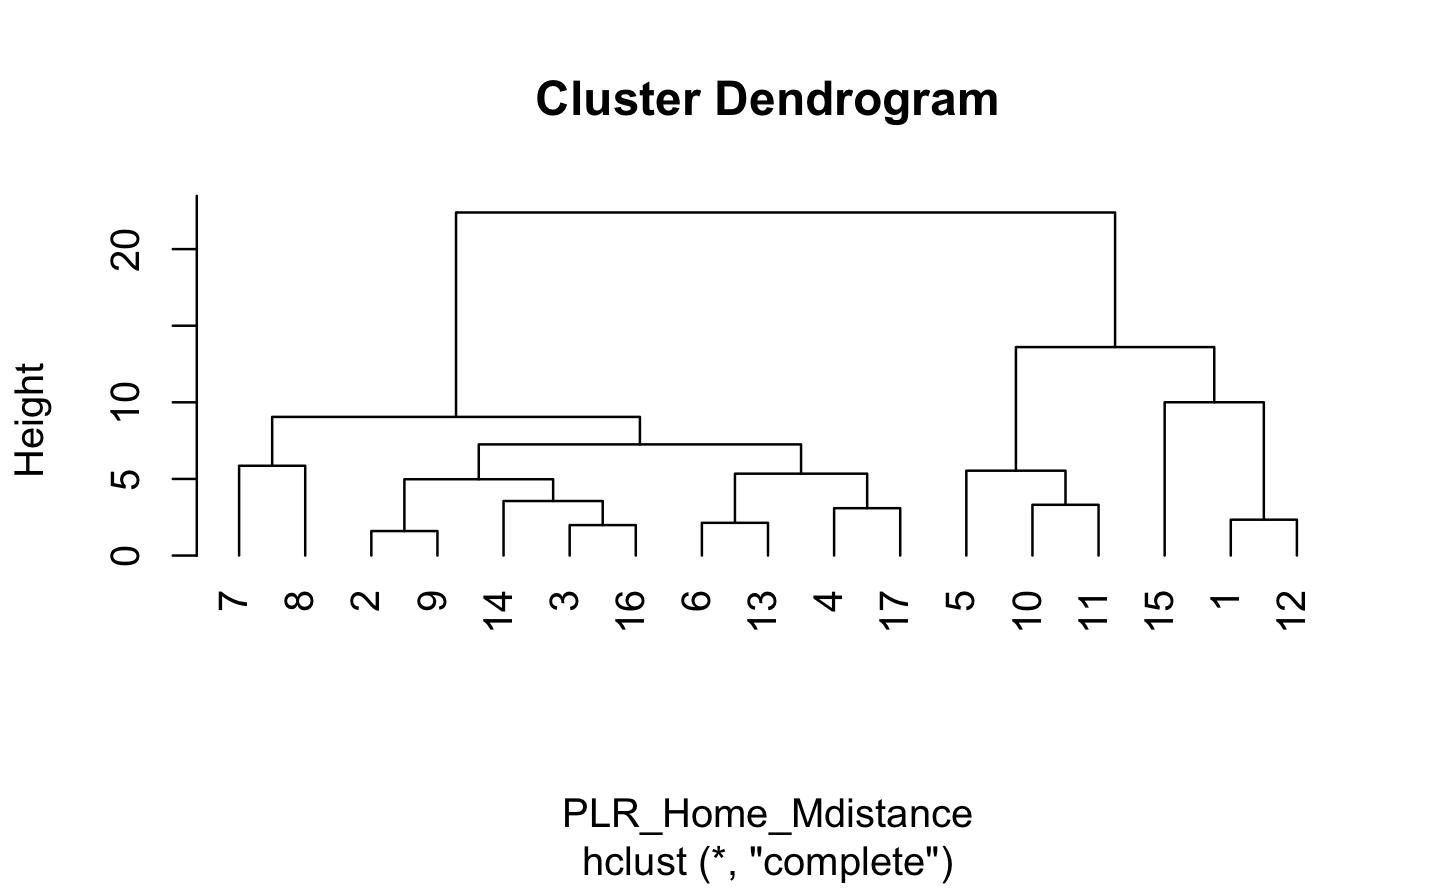 Cluster Dendrogram
Height
20
10
5
0
7 8 2 9 14 3 16 6 13 4 17 5 10 11 15 1 12
PLR_Home_Mdistance
hclust (*, "complete")